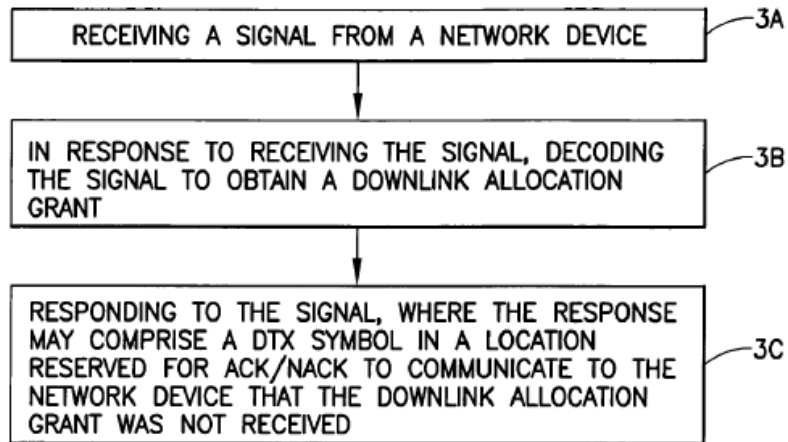 RECEIVING A SIGNAL FROM A NETWORK DEVICE
3A
IN RESPONSE TO RECEIVING THE SIGNAL, DECODING
THE SIGNAL TO OBTAIN A DOWNLINK ALLOCATION
GRANT
3B
RESPONDING TO THE SIGNAL, WHERE THE RESPONSE
MAY COMPRISE A DTX SYMBOL IN A LOCATION
RESERVED FOR ACK/NACK TO COMMUNICATE TO THE
NETWORK DEVICE THAT THE DOWNLINK ALLOCATION
GRANT WAS NOT RECEIVED
3C